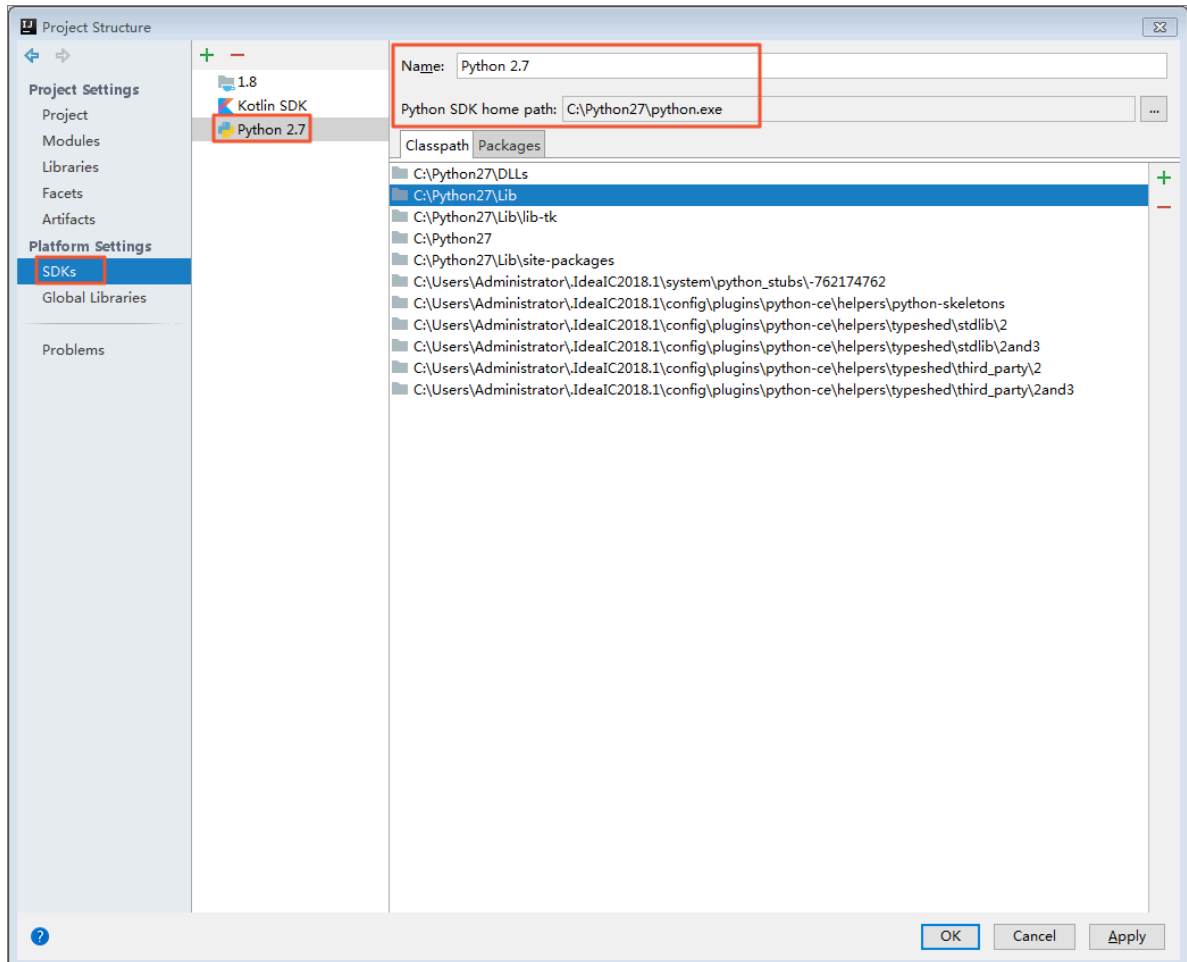 Project Structure
Project Settings
Project
Modules
Libraries
Facets
Artifacts
Platform Settings
SDKs
Global Libraries
Problems
1.8
Kotlin SDK
Python 2.7
Name: Python 2.7
Python SDK home path: C:\Python27\python.exe ...
Classpath Packages
C:\Python27\DLLs
C:\Python27\Lib
C:\Python27\Lib\lib-tk
C:\Python27
C:\Python27\Lib\site-packages
C:\Users\Administrator\.IdeaIC2018.1\system\python_stubs\-762174762
C:\Users\Administrator\.IdeaIC2018.1\config\plugins\python-ce\helpers\python-skeletons
C:\Users\Administrator\.IdeaIC2018.1\config\plugins\python-ce\helpers\typeshed\stdlib\2
C:\Users\Administrator\.IdeaIC2018.1\config\plugins\python-ce\helpers\typeshed\stdlib\2and3
C:\Users\Administrator\.IdeaIC2018.1\config\plugins\python-ce\helpers\typeshed\third_party\2
C:\Users\Administrator\.IdeaIC2018.1\config\plugins\python-ce\helpers\typeshed\third_party\2and3
? OK Cancel Apply